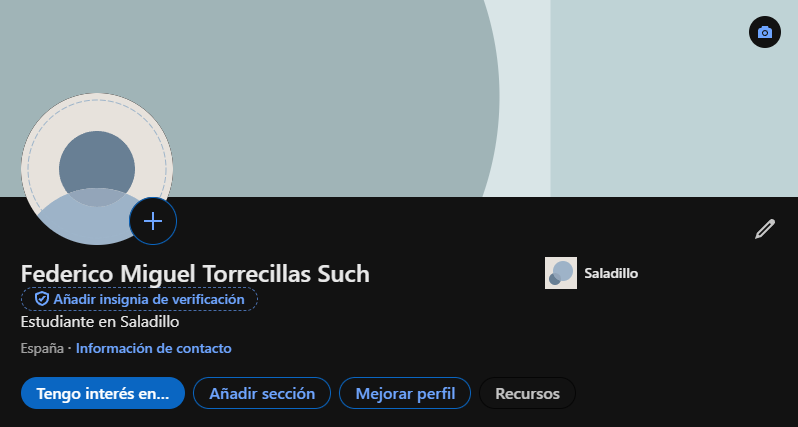 Federico Miguel Torrecillas Such
Saladillo
Añadir insignia de verificación
Estudiante en Saladillo
España · Información de contacto
Tengo interés en...
Añadir sección
Mejorar perfil
Recursos